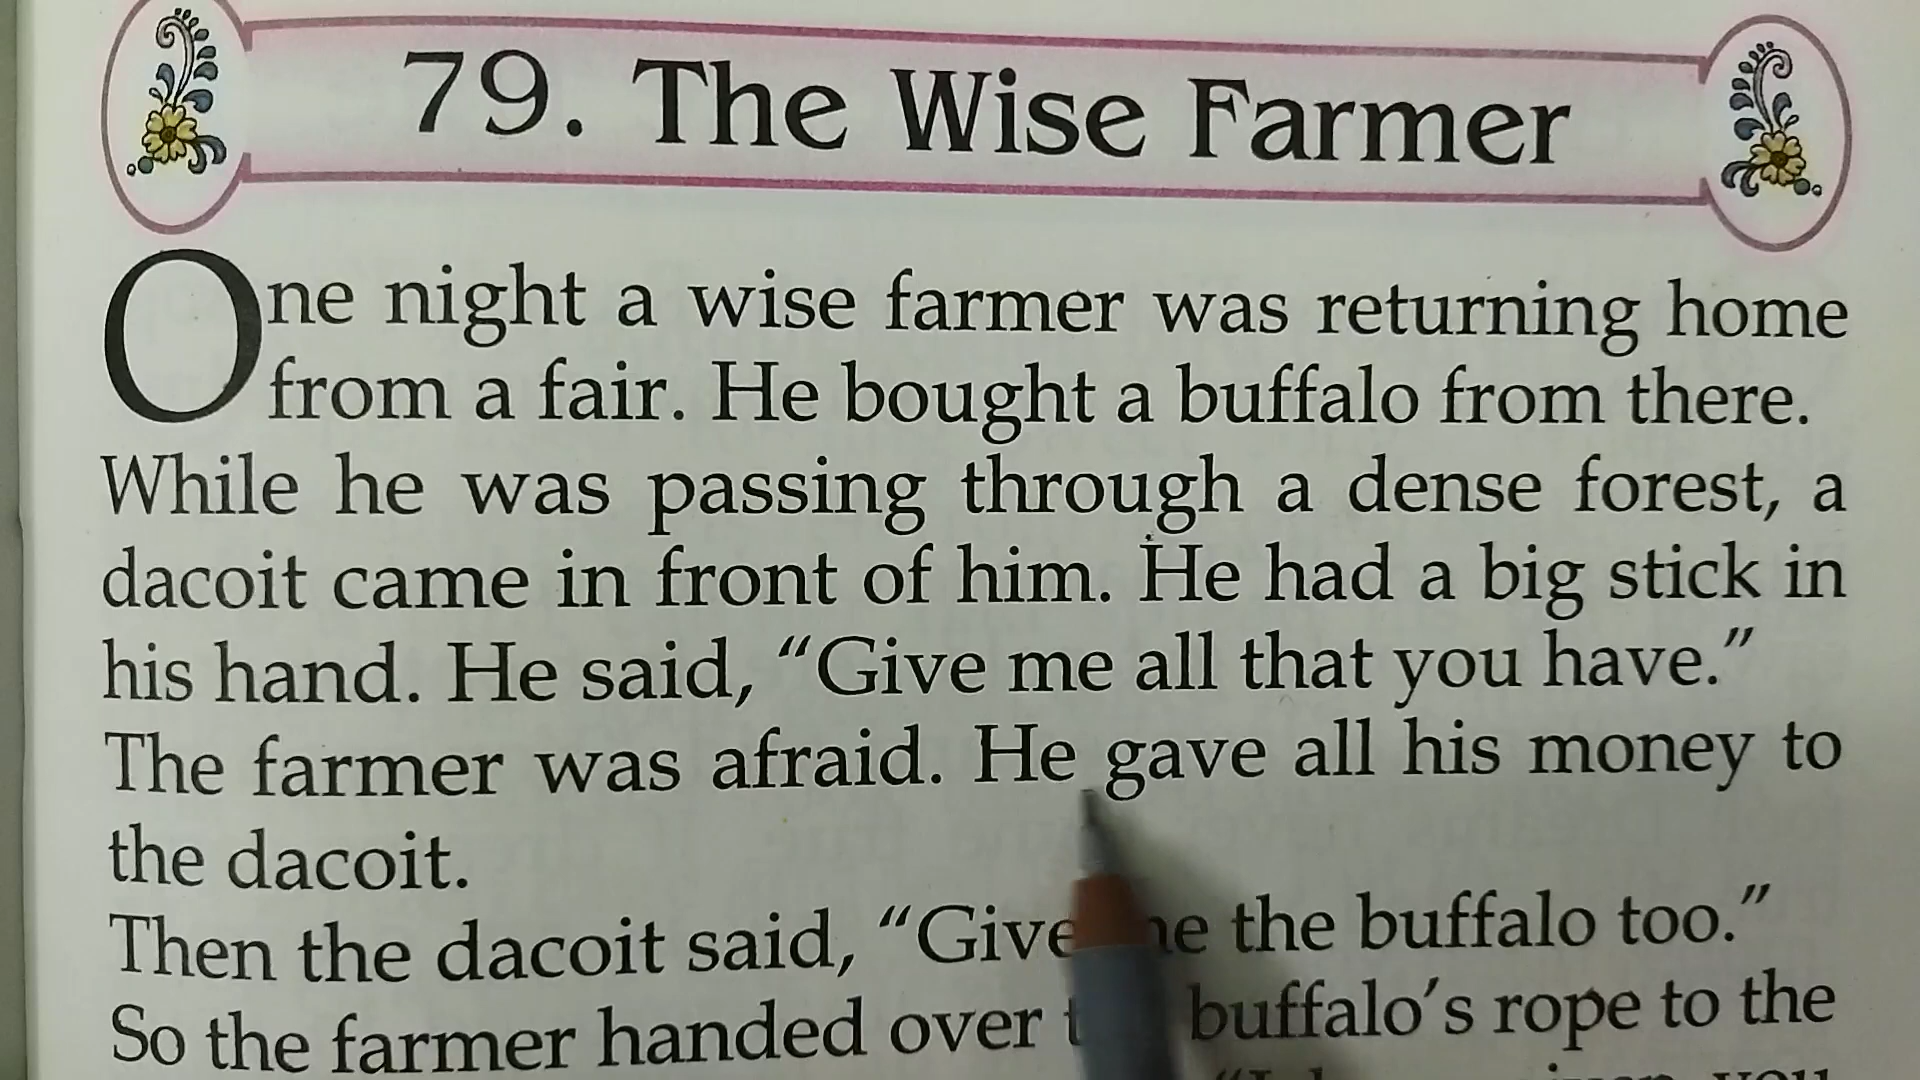 79. The Wise Farmer
One night a wise farmer was returning home
from a fair. He bought a buffalo from there.
While he was passing through a dense forest, a
dacoit came in front of him. He had a big stick in
his hand. He said, “Give me all that you have.”
The farmer was afraid. He gave all his money to
the dacoit.
Then the dacoit said, “Give me the buffalo too.”
So the farmer handed over buffalo’s rope to the